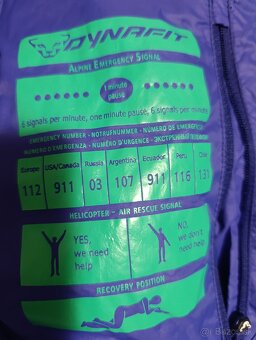 DYNAFIT
ALPINE EMERGENCY SIGNAL
1 minute
pause
6 signals per minute, one minute pause, 6 signals per minute
EMERGENCY NUMBER - NOTRUFNUMMER - NÚMERO DE EMERGENCIA
NUMERO D'EMERGENZA - NUMÉRO D'URGENCE - ЭКСТРЕННЫЙ
Europe USA/Canada Russia Argentina Ecuador Peru
112 911 03 107 911 116 131
HELICOPTER - AIR RESCUE SIGNAL
YES,
we need
help
NO,
we don't
need help
RECOVERY POSITION